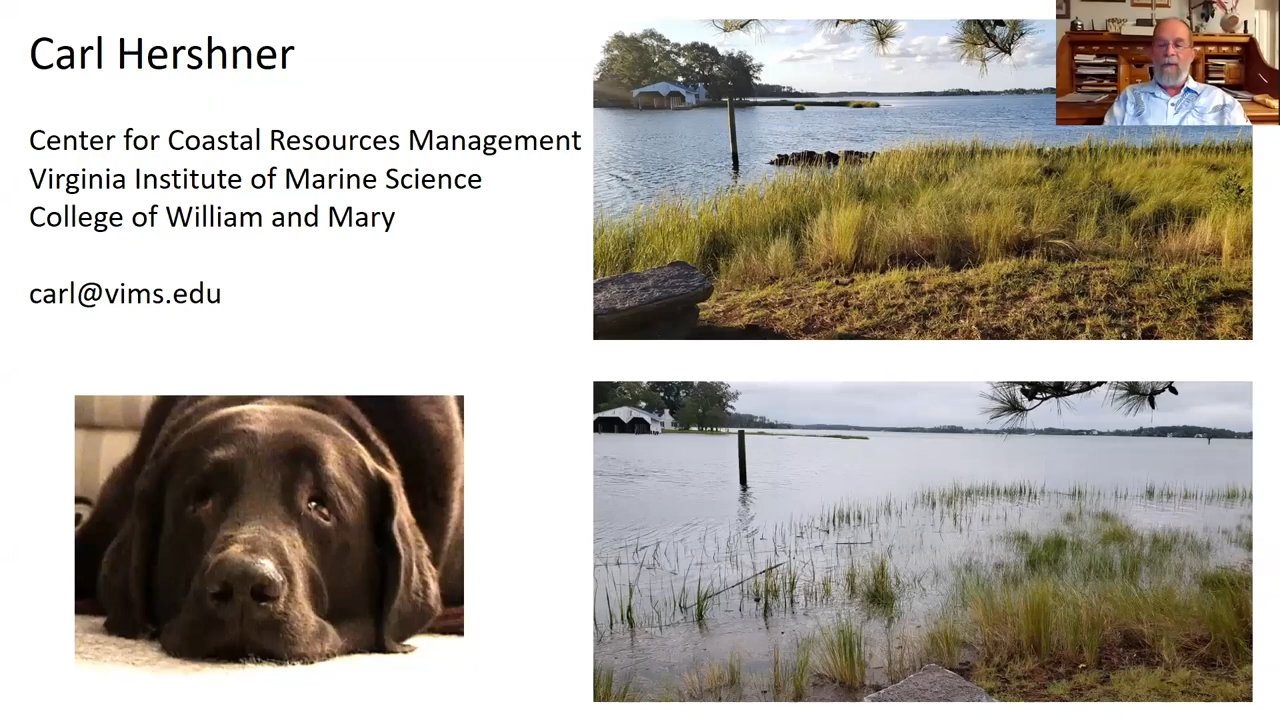 Carl Hershner
Center for Coastal Resources Management
Virginia Institute of Marine Science
College of William and Mary
carl@vims.edu